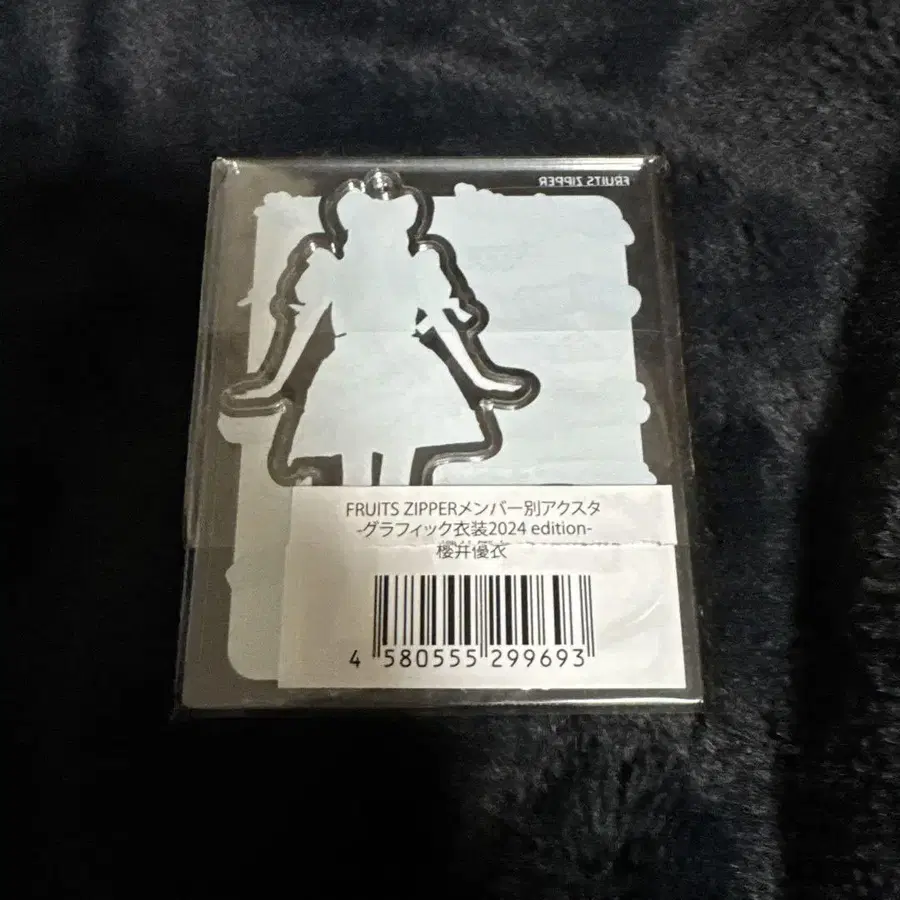 FRUITS ZIPPER
FRUITS ZIPPERメンバー別アクスタ
-グラフィック衣装2024 edition-
櫻井優衣
4 580555 299693